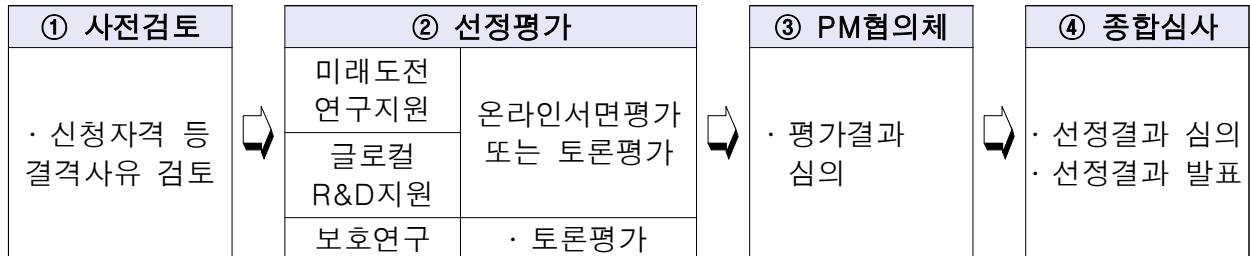 ① 사전검토
· 신청자격 등
결격사유 검토
② 선정평가
미래도전
연구지원
글로컬
R&D지원
온라인서면평가
또는 토론평가
보호연구
· 토론평가
③ PM협의체
· 평가결과
심의
④ 종합심사
· 선정결과 심의
· 선정결과 발표